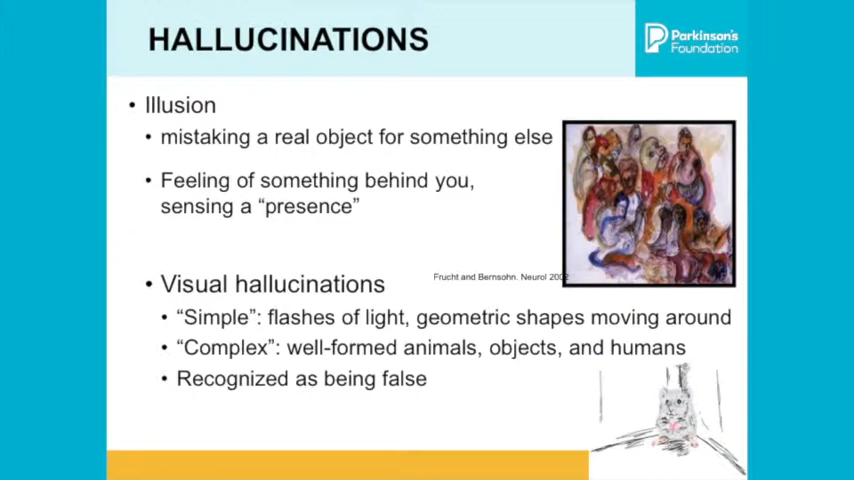 HALLUCINATIONS
Parkinson's
Foundation
• Illusion
• mistaking a real object for something else
• Feeling of something behind you,
sensing a “presence”
Frucht and Bernsohn. Neurol 2002
• Visual hallucinations
• “Simple”: flashes of light, geometric shapes moving around
• “Complex”: well-formed animals, objects, and humans
• Recognized as being false